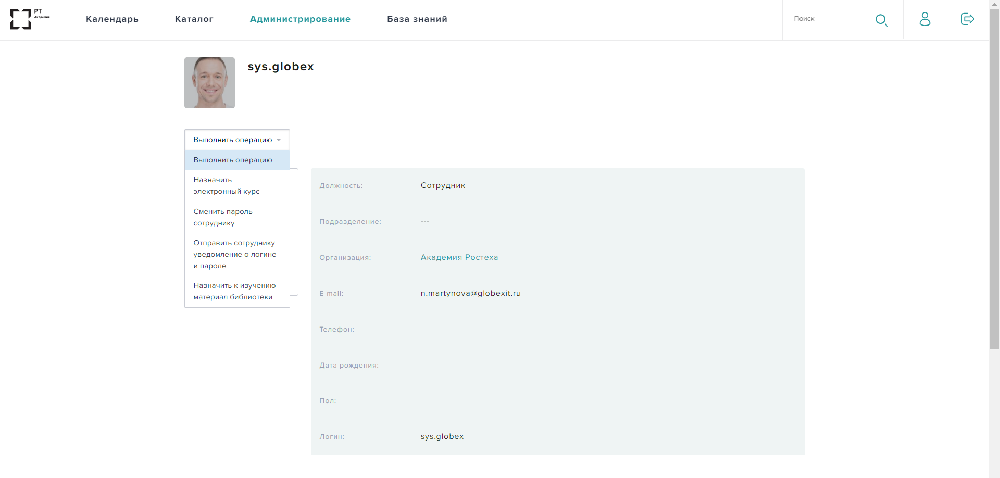 РТ
Академия
Календарь
Каталог
Администрирование
База знаний
Поиск
sys.globex
Выполнить операцию
Выполнить операцию
Назначить
электронный курс
Сменить пароль
сотруднику
Отправить сотруднику
уведомление о логине
и пароле
Назначить к изучению
материал библиотеки
Должность:
Сотрудник
Подразделение:
---
Организация:
Академия Ростеха
E-mail:
n.martynova@globexit.ru
Телефон:
Дата рождения:
Пол:
Логин:
sys.globex